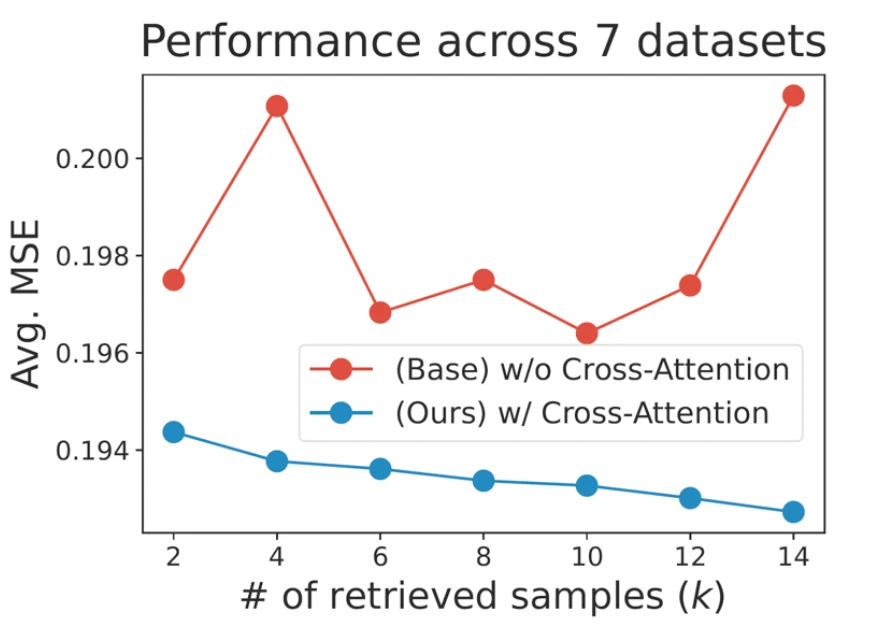 Performance across 7 datasets
Avg. MSE
0.200
0.198
0.196
0.194
(Base) w/o Cross-Attention
(Ours) w/ Cross-Attention
2 4 6 8 10 12 14
# of retrieved samples (k)